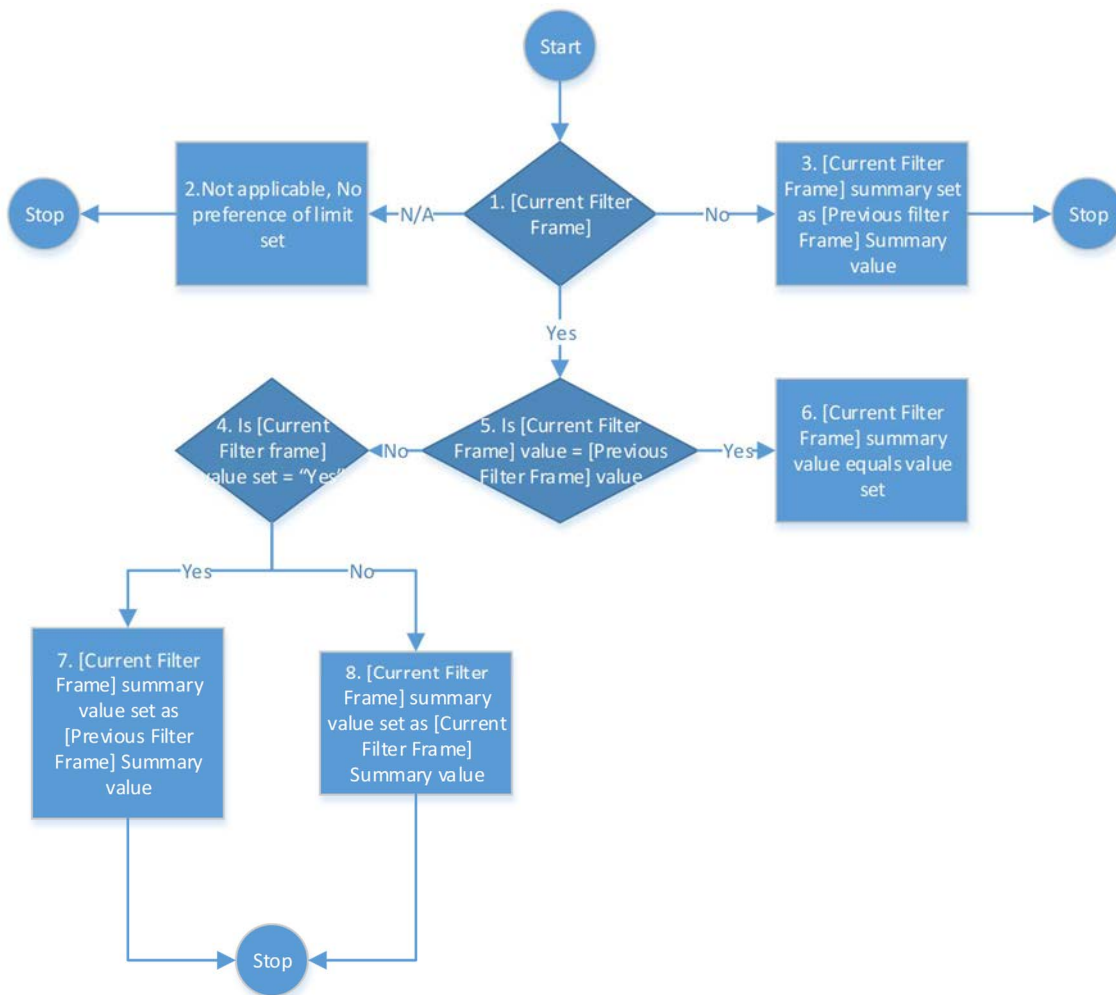 Start
2.Not applicable, No
preference of limit
set
Stop
N/A
1. [Current Filter
Frame]
No
3. [Current Filter
Frame] summary set
as [Previous filter
Frame] Summary
value
Stop
Yes
4. Is [Current
Filter frame]
value set = “Yes”
No
5. Is [Current Filter
Frame] value = [Previous
Filter Frame] value
Yes
6. [Current Filter
Frame] summary
value equals value
set
Yes
No
7. [Current Filter
Frame] summary
value set as
[Previous Filter
Frame] Summary
value
8. [Current Filter
Frame] summary
value set as [Current
Filter Frame]
Summary value
Stop